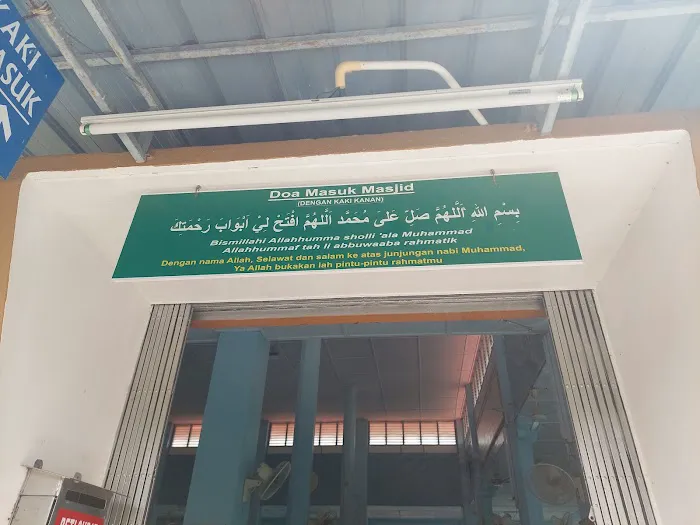 KAKI
MASUK
Doa Masuk Masjid
(DENGAN KAKI KANAN)
بِسْمِ اللهِ اَللَّهُمَّ صَلِّ عَلىَ مُحَمَّد اَللَّهُمَّ افْتَحْ لِيْ أَبْوَابَ رَحْمَتِكَ
Bismillahi Allahhumma sholli 'ala Muhammad
Allahhummaf tah li abbuwaaba rahmatik
Dengan nama Allah, Selawat dan salam ke atas junjungan nabi Muhammad,
Ya Allah bukakan lah pintu-pintu rahmatmu